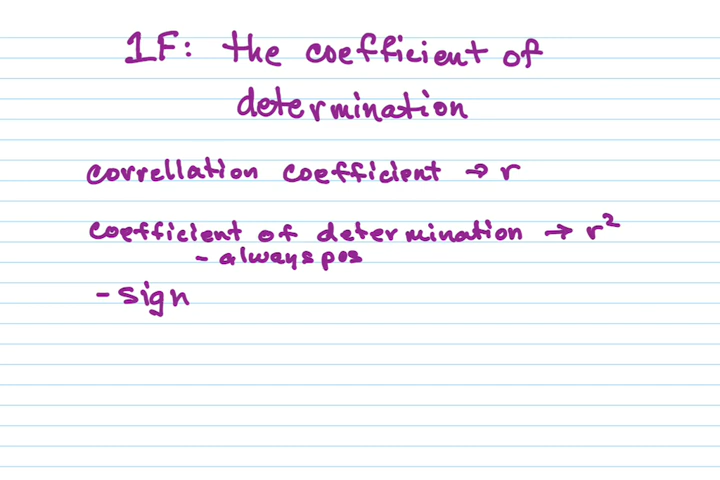 1F: the coefficient of
determination
correllation coefficient → r
coefficient of determination → r²
- always pos
- sign